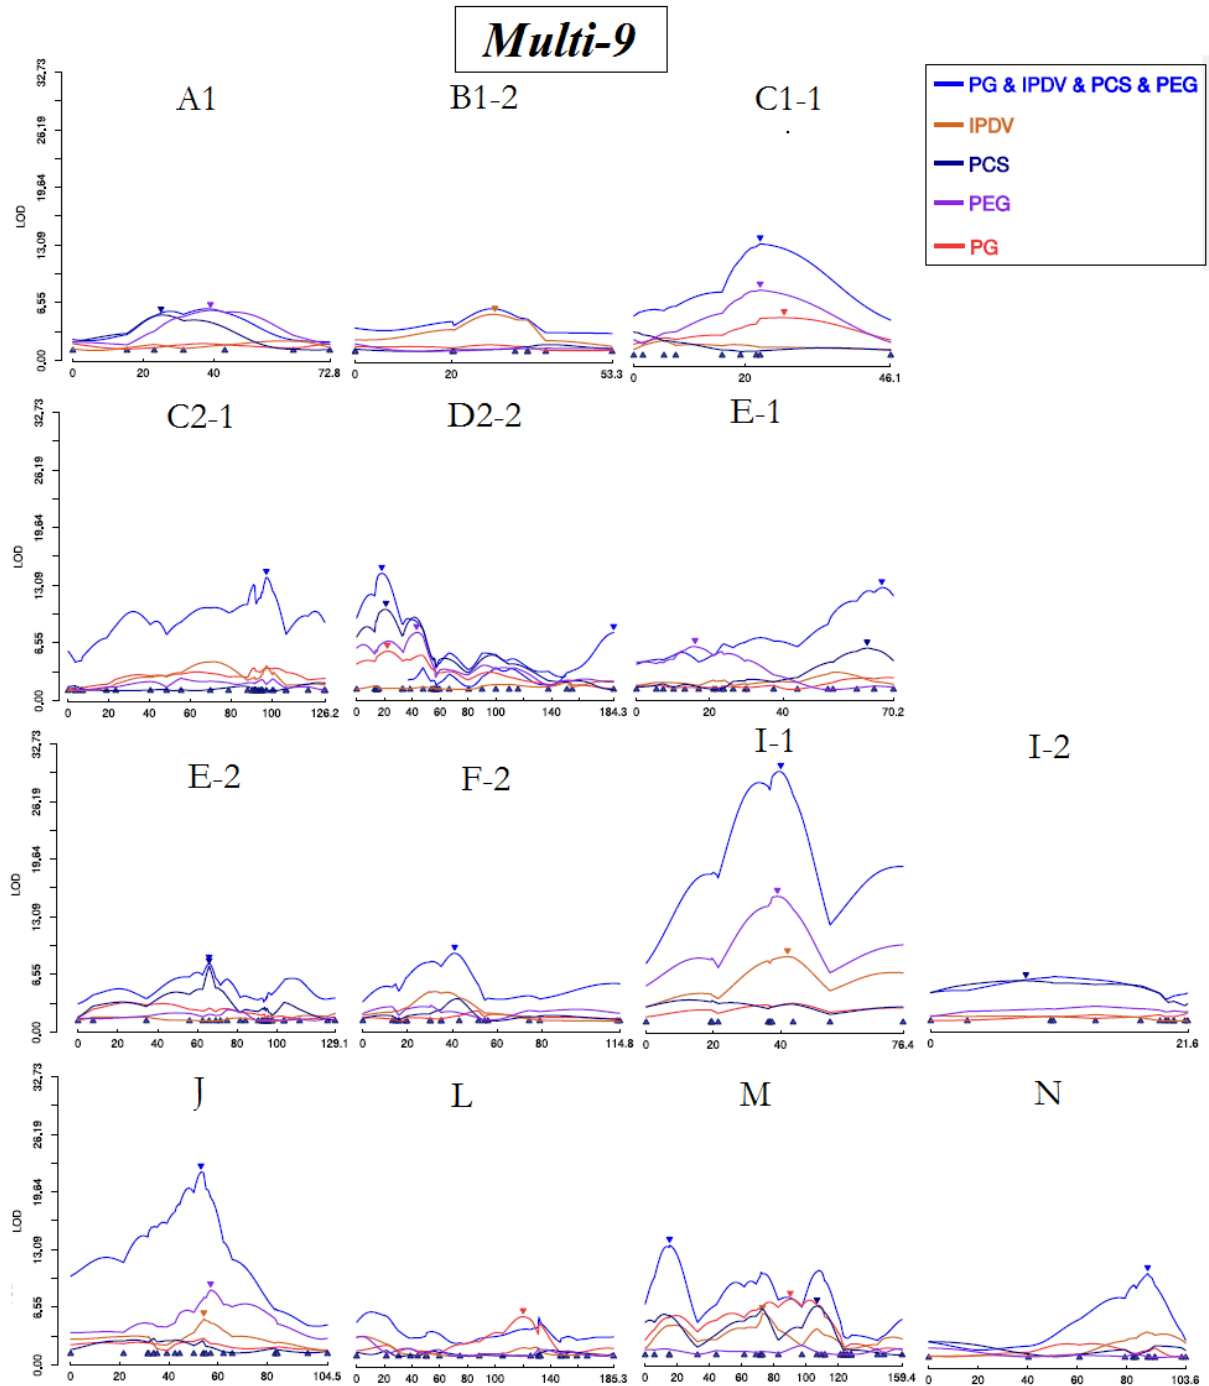 Multi-9
PG & IPDV & PCS & PEG
IPDV
PCS
PEG
PG
A1
B1-2
C1-1
LOD
0,00 6,55 13,09 19,64 26,19 32,73
0 20 40 60 72.8
0 20 53.3
0 20 46.1
C2-1
D2-2
E-1
LOD
0,00 6,55 13,09 19,64 26,19 32,73
0 20 40 60 80 100 126.2
0 20 40 60 80 100 140 184.3
0 20 40 70.2
E-2
F-2
I-1
I-2
LOD
0,00 6,55 13,09 19,64 26,19 32,73
0 20 40 60 80 100 129.1
0 20 40 60 80 114.8
0 20 40 76.4
0 21.6
J
L
M
N
LOD
0,00 6,55 13,09 19,64 26,19 32,73
0 20 40 60 80 104.5
0 20 40 60 80 100 140 185.3
0 20 40 60 80 100 120 159.4
0 20 40 60 80 103.6